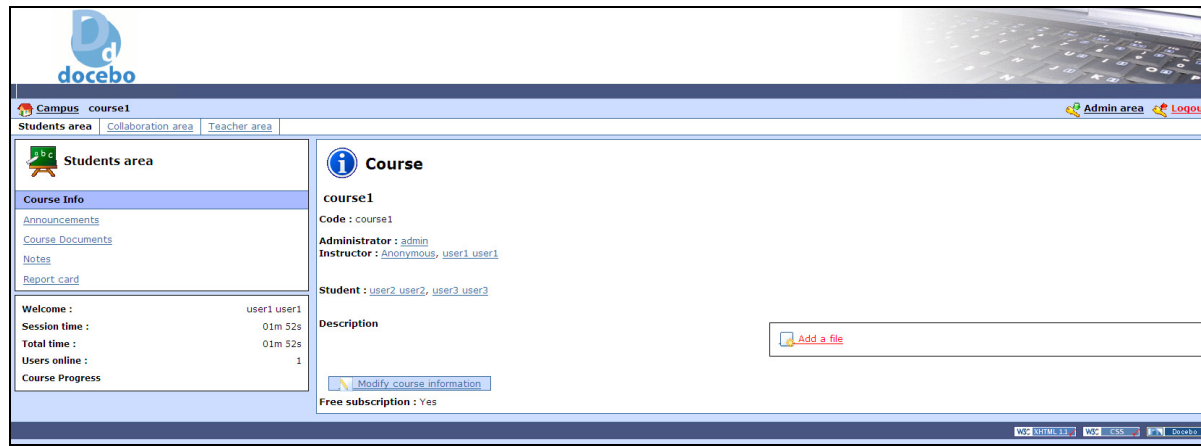 D d
docebo
Campus course1
Admin area Logou
Students area Collaboration area Teacher area
abc
Students area
Course Info
Announcements
Course Documents
Notes
Report card
Welcome : user1 user1
Session time : 01m 52s
Total time : 01m 52s
Users online : 1
Course Progress
i Course
course1
Code : course1
Administrator : admin
Instructor : Anonymous, user1 user1
Student : user2 user2, user3 user3
Description
Add a file
Modify course information
Free subscription : Yes
W3C XHTML 1.1 W3C CSS Docebo